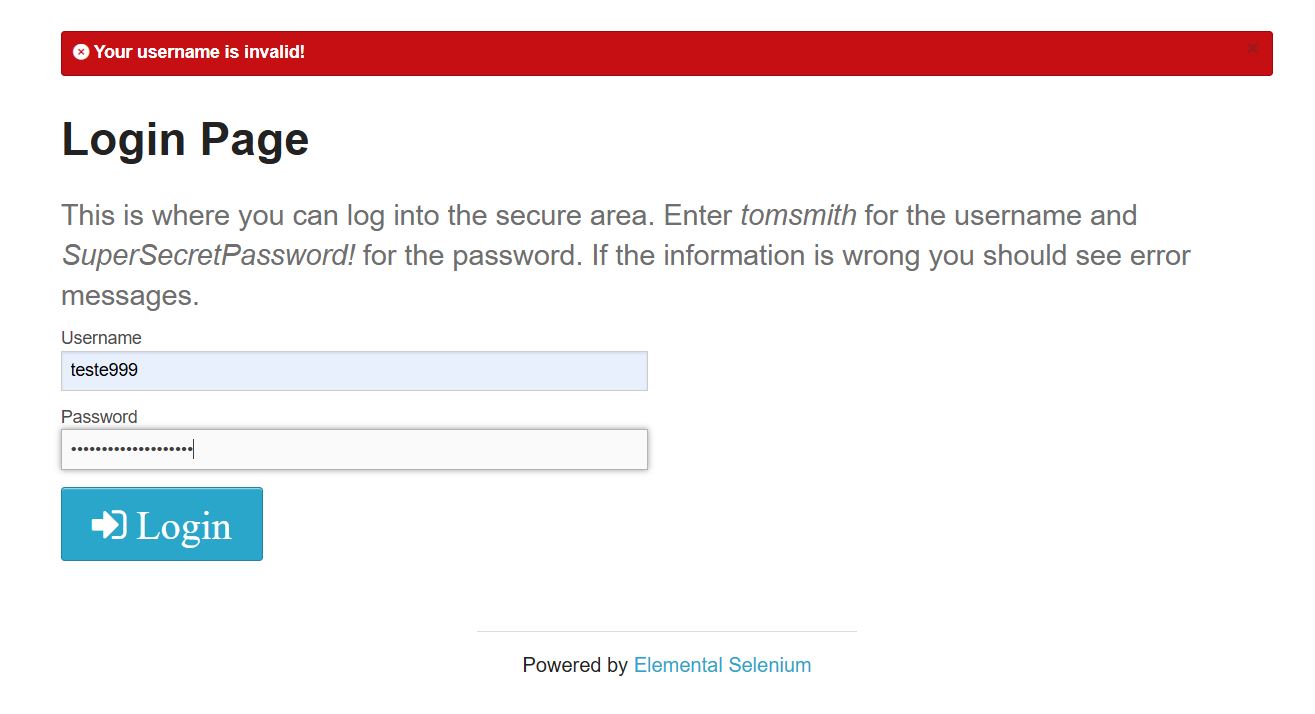 Your username is invalid!
Login Page
This is where you can log into the secure area. Enter tomsmith for the username and
SuperSecretPassword! for the password. If the information is wrong you should see error
messages.
Username
teste999
Password
••••••••••••••••••••
Login
Powered by Elemental Selenium